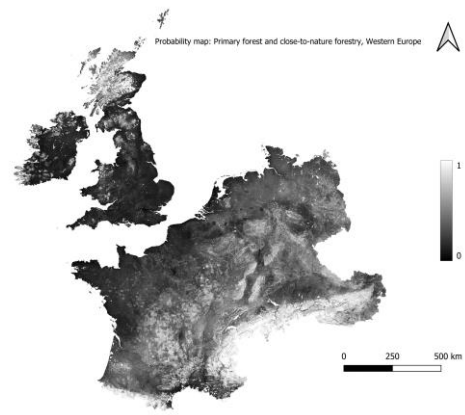 Probability map: Primary forest and close-to-nature forestry, Western Europe
1
0
0 250 500 km